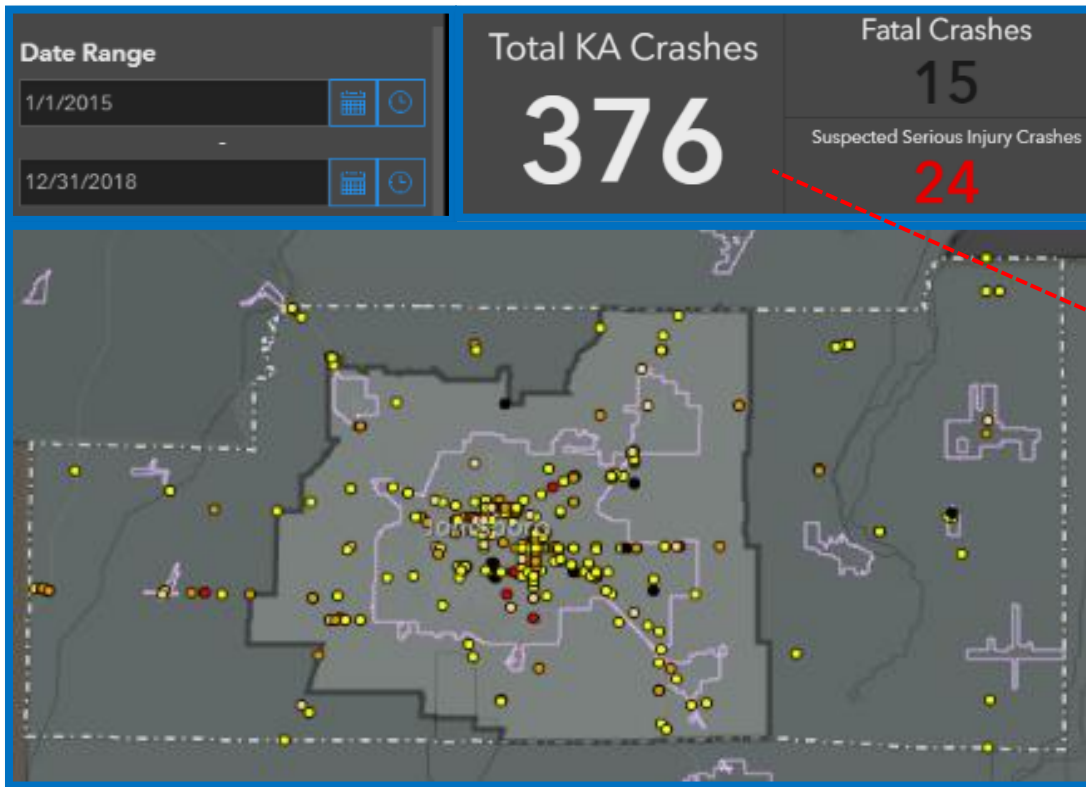 Date Range
1/1/2015
-
12/31/2018
Total KA Crashes
376
Fatal Crashes
15
Suspected Serious Injury Crashes
24
Jonesboro